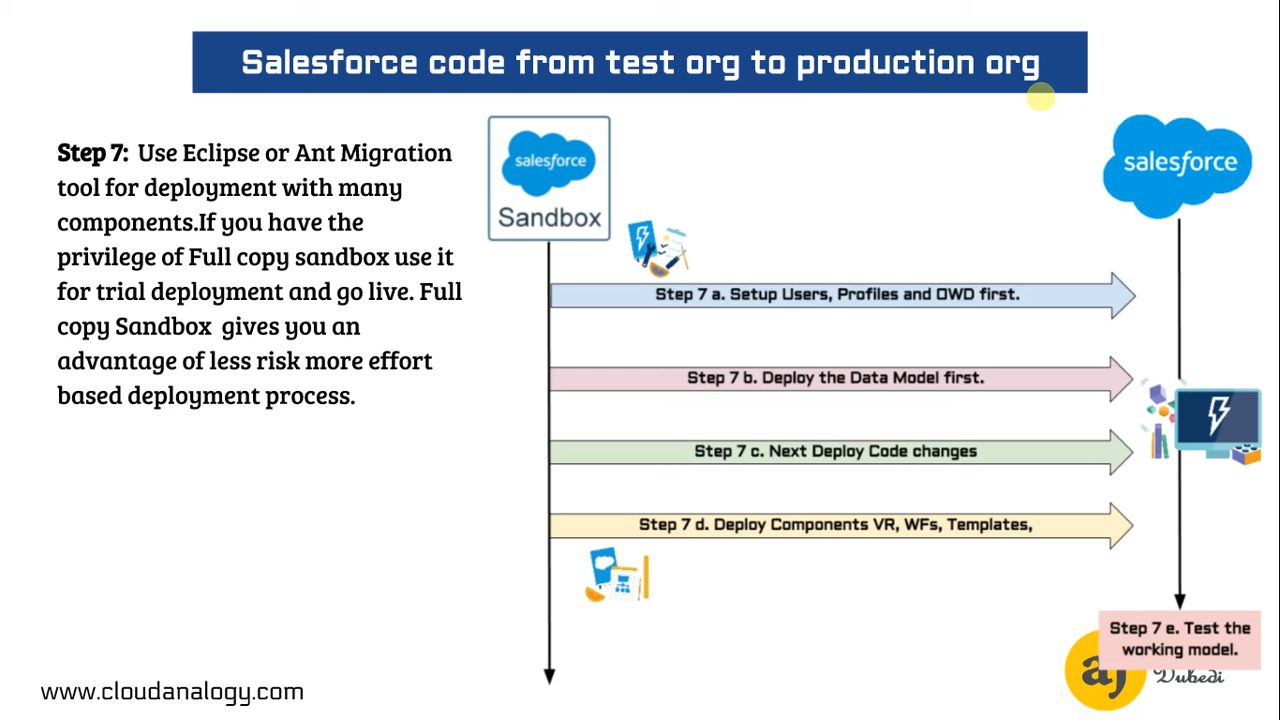 Salesforce code from test org to production org
Step 7: Use Eclipse or Ant Migration
tool for deployment with many
components.If you have the
privilege of Full copy sandbox use it
for trial deployment and go live. Full
copy Sandbox gives you an
advantage of less risk more effort
based deployment process.
salesforce
Sandbox
salesforce
Step 7 a. Setup Users, Profiles and OWD first.
Step 7 b. Deploy the Data Model first.
Step 7 c. Next Deploy Code changes
Step 7 d. Deploy Components VR, WFs, Templates,
Step 7 e. Test the
working model.
aj
Dubedi
www.cloudanalogy.com